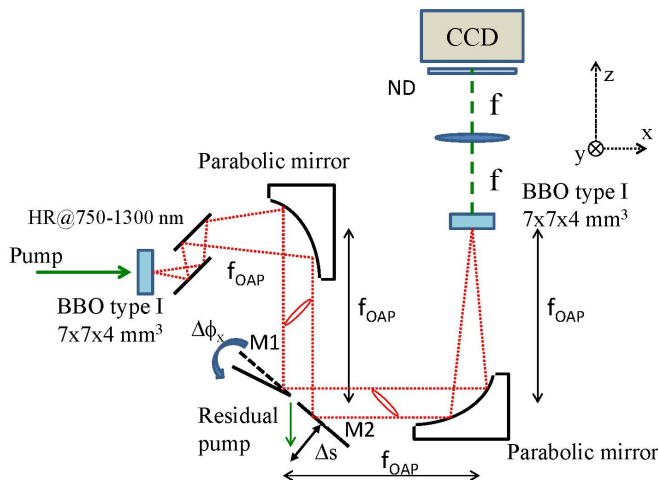 CCD
ND
f
z
x
y
f
Parabolic mirror
HR@750-1300 nm
BBO type I
7x7x4 mm³
Pump
f_OAP
BBO type I
7x7x4 mm³
f_OAP
f_OAP
Δϕ_x
M1
Residual
pump
M2
Δs
f_OAP
Parabolic mirror